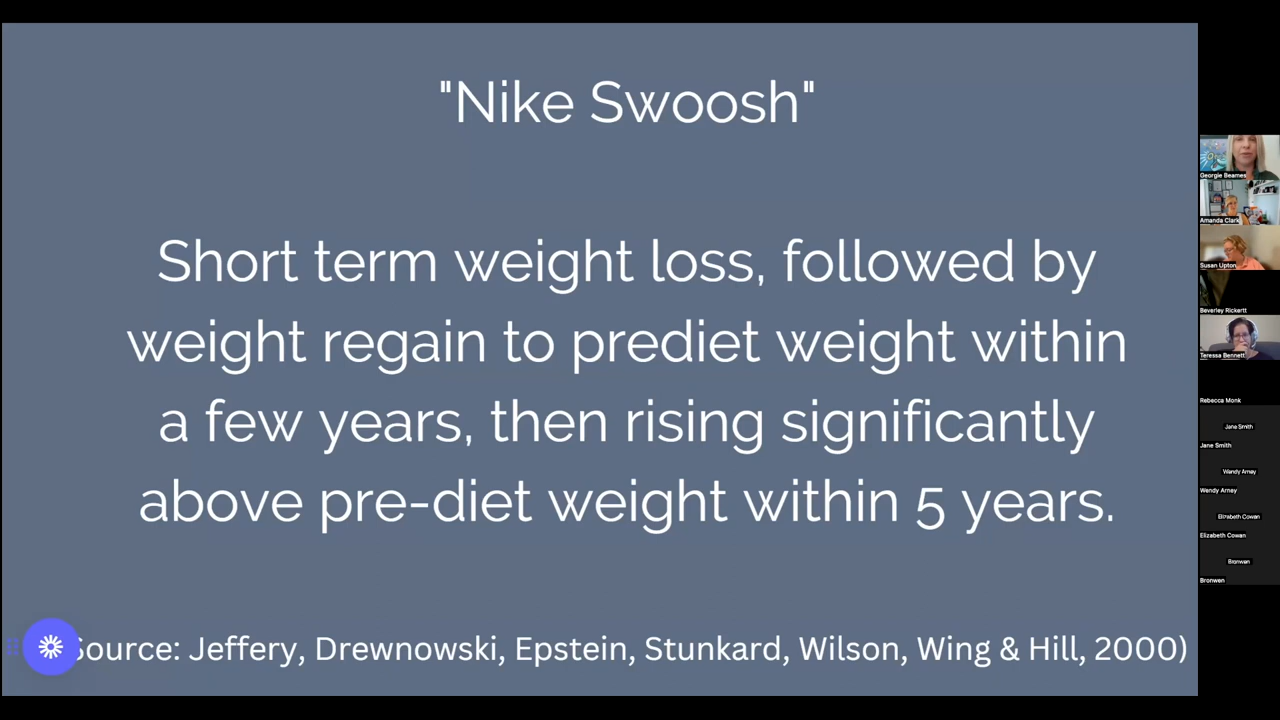 "Nike Swoosh"
Short term weight loss, followed by
weight regain to prediet weight within
a few years, then rising significantly
above pre-diet weight within 5 years.
Source: Jeffery, Drewnowski, Epstein, Stunkard, Wilson, Wing & Hill, 2000)
Georgie Beames
Amanda Clark
Susan Upton
Beverley Rickertt
Teressa Bennett
Rebecca Monk
Jane Smith
Jane Smith
Wendy Arney
Wendy Arney
Elizabeth Cowan
Elizabeth Cowan
Bronwen
Bronwen